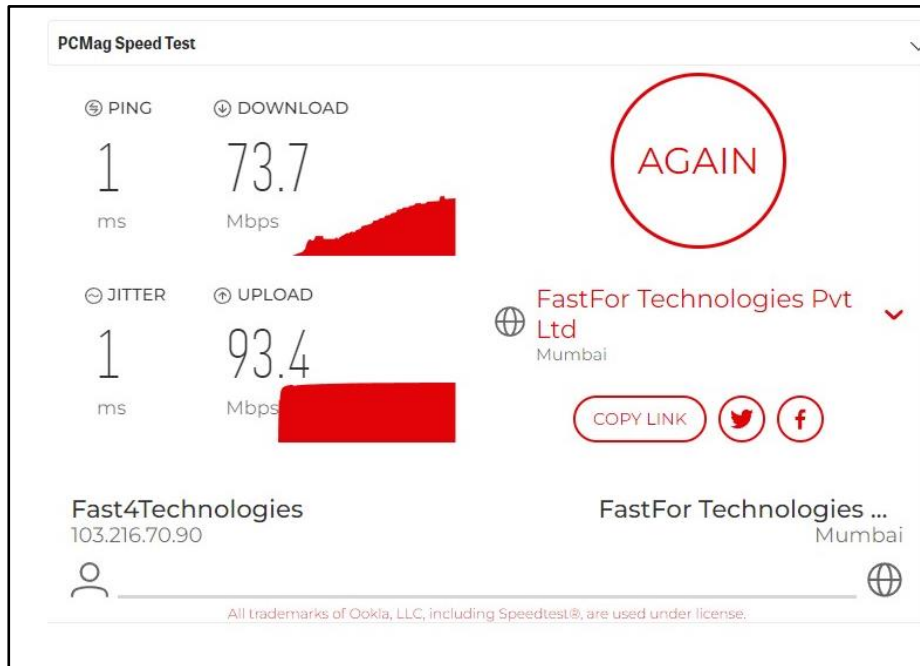 PCMag Speed Test
PING
DOWNLOAD
1
73.7
ms
Mbps
AGAIN
JITTER
UPLOAD
1
93.4
ms
Mbps
FastFor Technologies Pvt
Ltd
Mumbai
COPY LINK
Fast4Technologies
103.216.70.90
FastFor Technologies ...
Mumbai
All trademarks of Ookla, LLC, including Speedtest®, are used under license.